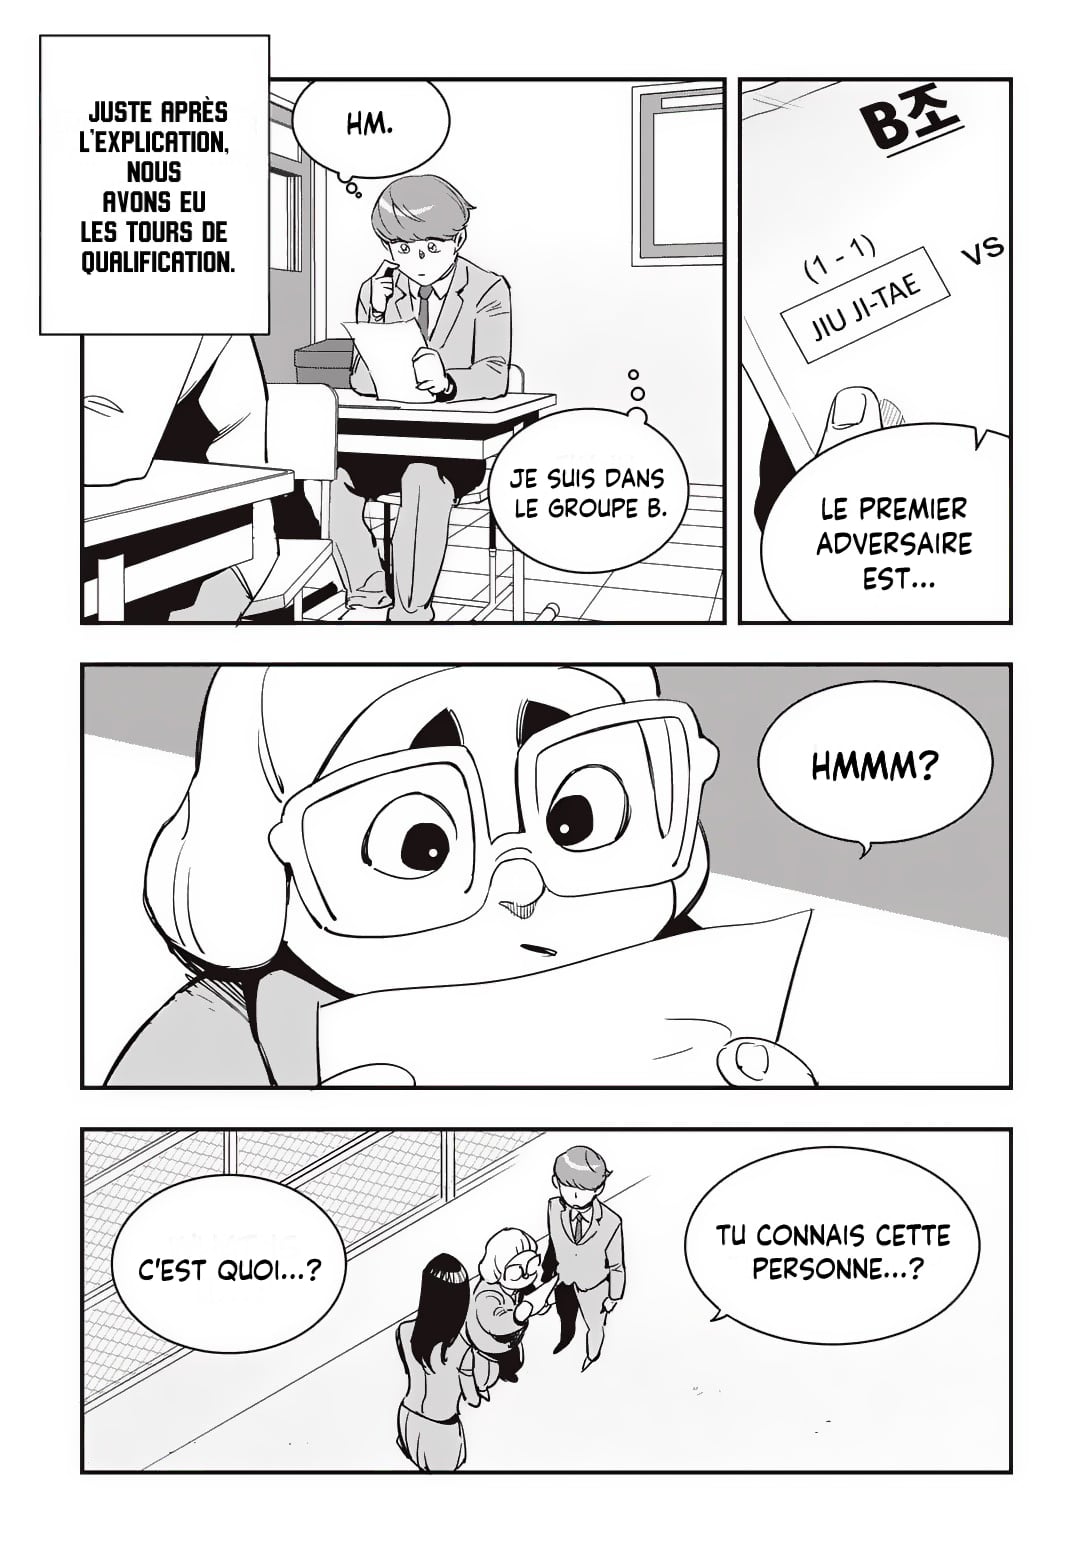 JUSTE APRÈS
L'EXPLICATION,
NOUS
AVONS EU
LES TOURS DE
QUALIFICATION.
HM.
JE SUIS DANS
LE GROUPE B.
B조
(1 - 1)
JIU JI-TAE
VS
LE PREMIER
ADVERSAIRE
EST...
HMMM?
TU CONNAIS CETTE
PERSONNE...?
C'EST QUOI...?